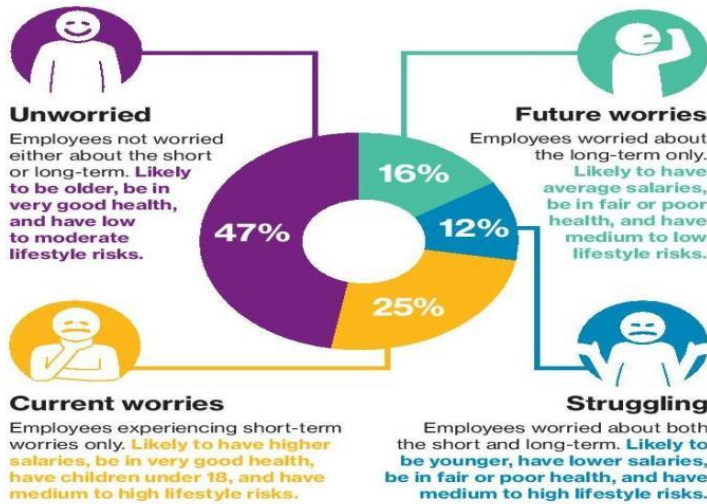 Unworried
Employees not worried
either about the short
or long-term. Likely
to be older, be in
very good health,
and have low
to moderate
lifestyle risks.
Future worries
Employees worried about
the long-term only.
Likely to have
average salaries,
be in fair or poor
health, and have
medium to low
lifestyle risks.
16%
47%
12%
25%
Current worries
Employees experiencing short-term
worries only. Likely to have higher
salaries, be in very good health,
have children under 18, and have
medium to high lifestyle risks.
Struggling
Employees worried about both
the short and long-term. Likely to
be younger, have lower salaries,
be in fair or poor health, and have
medium to high lifestyle risks.